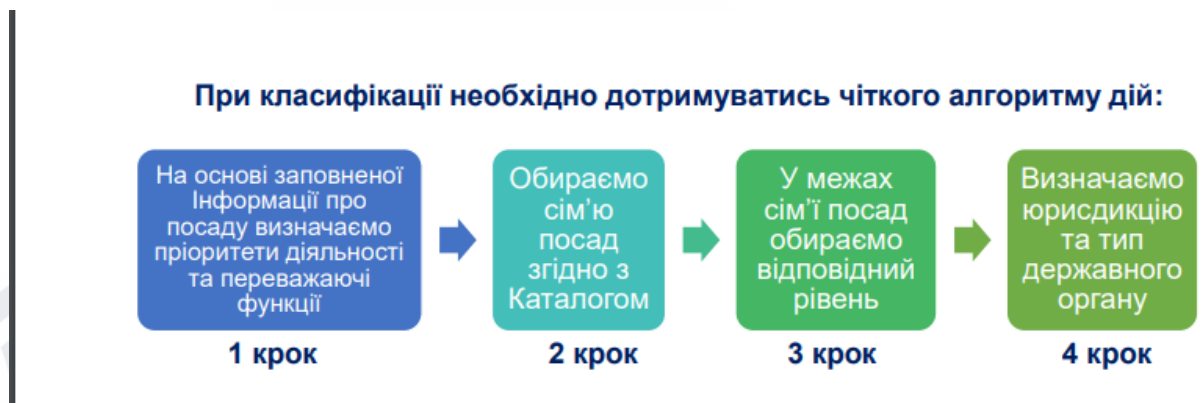 При класифікації необхідно дотримуватись чіткого алгоритму дій:
На основі заповненої
Інформації про
посаду визначаємо
пріоритети діяльності
та переважаючі
функції
Обираємо
сім’ю
посад
згідно з
Каталогом
У межах
сім’ї посад
обираємо
відповідний
рівень
Визначаємо
юрисдикцію
та тип
державного
органу
1 крок
2 крок
3 крок
4 крок